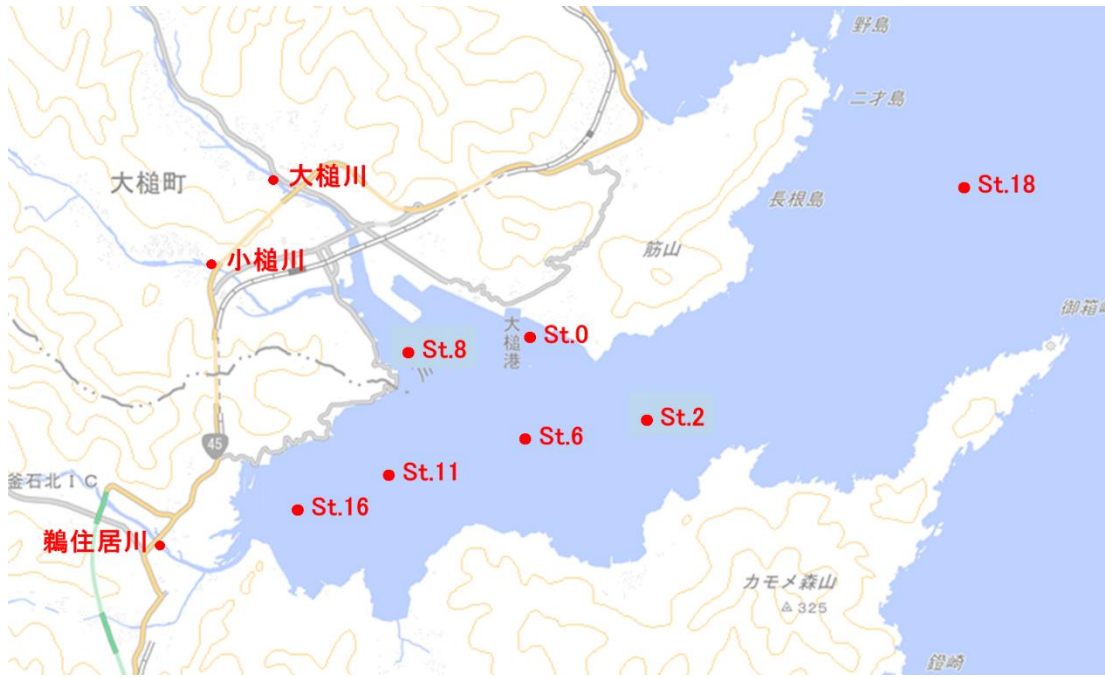 野島
二才島
大槌川
大槌町
St.18
長根島
小槌川
筋山
御箱崎
St.0
大槌港
St.8
St.2
St.6
45
St.11
釜石北IC
St.16
鵜住居川
カモメ森山
325
鐙崎